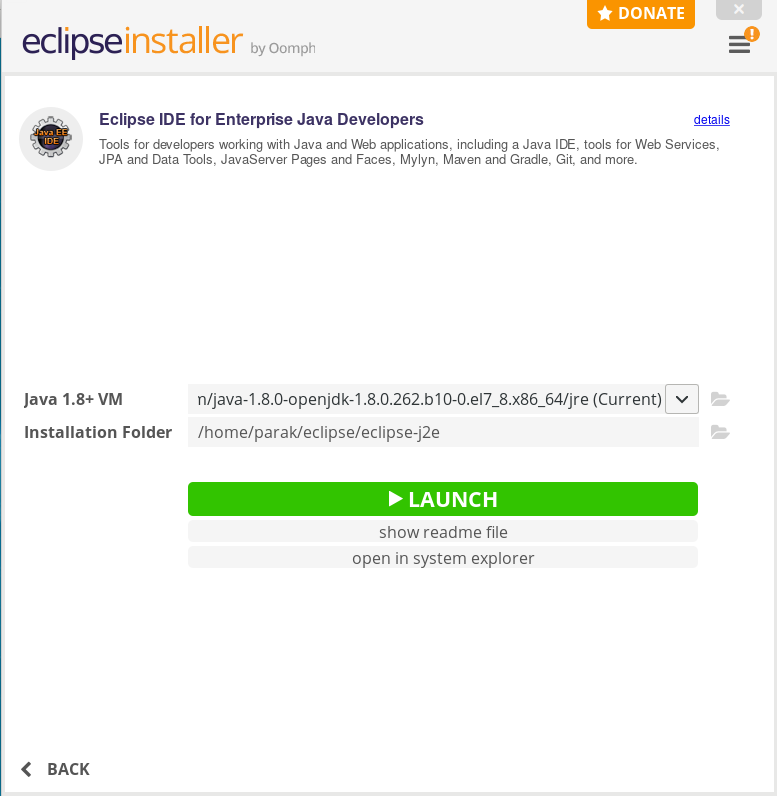 ★ DONATE
eclipseinstaller by Oomph
Java EE
IDE
Eclipse IDE for Enterprise Java Developers
details
Tools for developers working with Java and Web applications, including a Java IDE, tools for Web Services,
JPA and Data Tools, JavaServer Pages and Faces, Mylyn, Maven and Gradle, Git, and more.
Java 1.8+ VM
n/java-1.8.0-openjdk-1.8.0.262.b10-0.el7_8.x86_64/jre (Current)
Installation Folder
/home/parak/eclipse/eclipse-j2e
LAUNCH
show readme file
open in system explorer
BACK